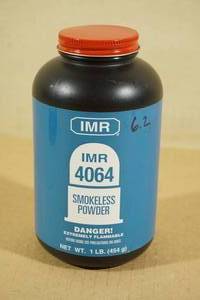 IMR
6.2
IMR
4064
SMOKELESS
POWDER
DANGER!
EXTREMELY FLAMMABLE
NET. WT. 1 LB. (454 g)